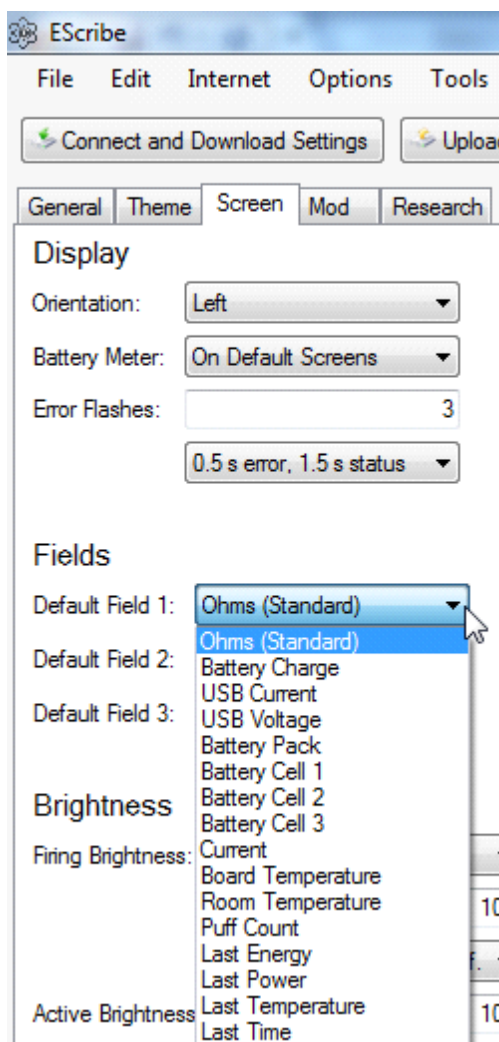 EScribe
File Edit Internet Options Tools
Connect and Download Settings
General Theme Screen Mod Research
Display
Orientation: Left
Battery Meter: On Default Screens
Error Flashes: 3
0.5 s error, 1.5 s status
Fields
Default Field 1: Ohms (Standard)
Ohms (Standard)
Default Field 2:
Battery Charge
USB Current
Default Field 3:
USB Voltage
Battery Pack
Battery Cell 1
Brightness
Battery Cell 2
Battery Cell 3
Firing Brightness:
Current
Board Temperature
Room Temperature
Puff Count
Last Energy
Last Power
Active Brightness
Last Temperature
Last Time